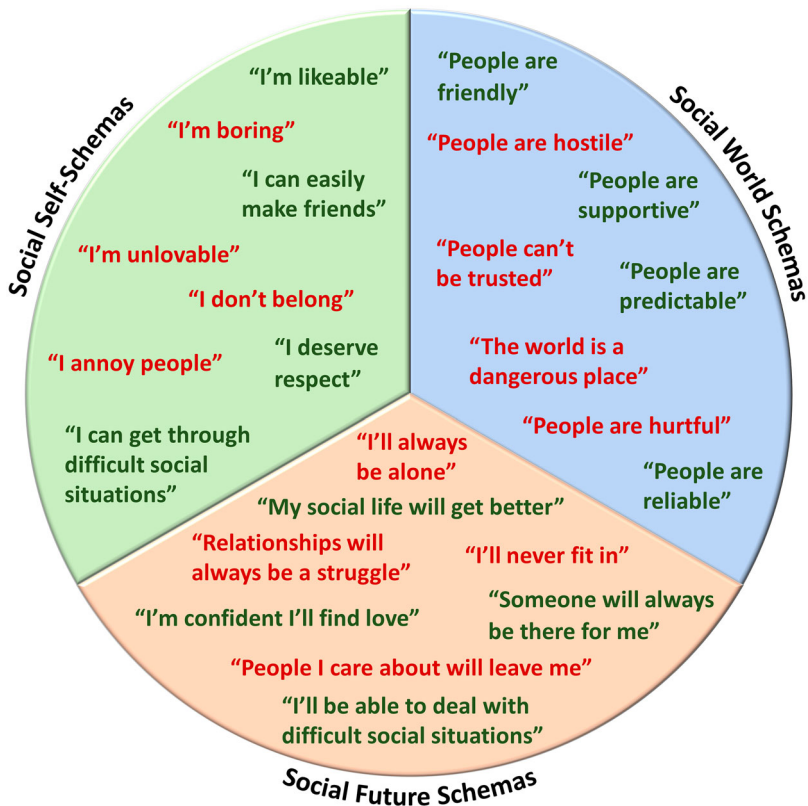 Social Self-Schemas
“I’m likeable”
“I’m boring”
“I can easily
make friends”
“I’m unlovable”
“I don’t belong”
“I annoy people”
“I deserve
respect”
“I can get through
difficult social
situations”
Social World Schemas
“People are
friendly”
“People are hostile”
“People are
supportive”
“People can’t
be trusted”
“People are
predictable”
“The world is a
dangerous place”
“People are hurtful”
“People are
reliable”
“I’ll always
be alone”
“My social life will get better”
“Relationships will
always be a struggle”
“I’ll never fit in”
“I’m confident I’ll find love”
“Someone will always
be there for me”
“People I care about will leave me”
“I’ll be able to deal with
difficult social situations”
Social Future Schemas